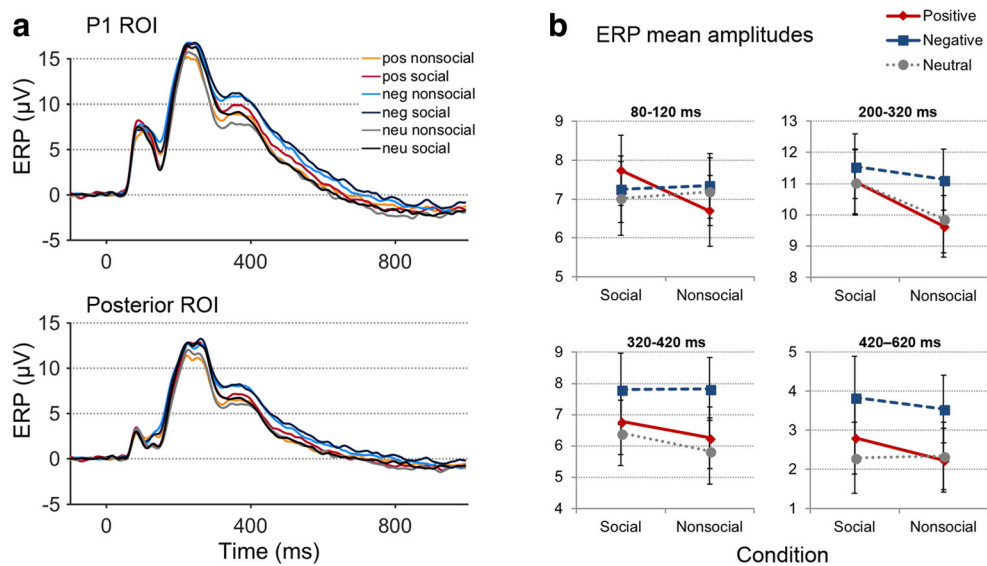 a P1 ROI
15
10
5
0
-5
ERP (µV)
pos nonsocial
pos social
neg nonsocial
neg social
neu nonsocial
neu social
0 400 800
Posterior ROI
15
10
5
0
-5
ERP (µV)
0 400 800
Time (ms)
b ERP mean amplitudes
Positive
Negative
Neutral
80-120 ms
9
8
7
6
5
Social Nonsocial
200-320 ms
13
12
11
10
9
8
Social Nonsocial
320-420 ms
9
8
7
6
5
4
Social Nonsocial
420–620 ms
5
4
3
2
1
Social Nonsocial
Condition